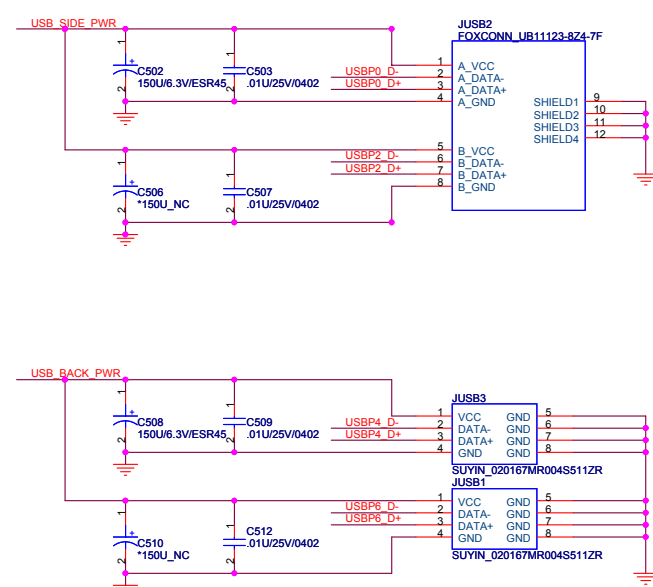 USB_SIDE_PWR
JUSB2
FOXCONN_UB11123-8Z4-7F
1
2
C502
150U/6.3V/ESR45
1
2
C503
.01U/25V/0402
USBP0_D-
USBP0_D+
1 A_VCC
2 A_DATA-
3 A_DATA+
4 A_GND
SHIELD1 9
SHIELD2 10
SHIELD3 11
SHIELD4 12
1
2
C506
*150U_NC
1
2
C507
.01U/25V/0402
USBP2_D-
USBP2_D+
5 B_VCC
6 B_DATA-
7 B_DATA+
8 B_GND
USB_BACK_PWR
JUSB3
1
2
C508
150U/6.3V/ESR45
1
2
C509
.01U/25V/0402
USBP4_D-
USBP4_D+
1 VCC GND 5
2 DATA- GND 6
3 DATA+ GND 7
4 GND GND 8
SUYIN_020167MR004S511ZR
JUSB1
1
2
C510
*150U_NC
1
2
C512
.01U/25V/0402
USBP6_D-
USBP6_D+
1 VCC GND 5
2 DATA- GND 6
3 DATA+ GND 7
4 GND GND 8
SUYIN_020167MR004S511ZR